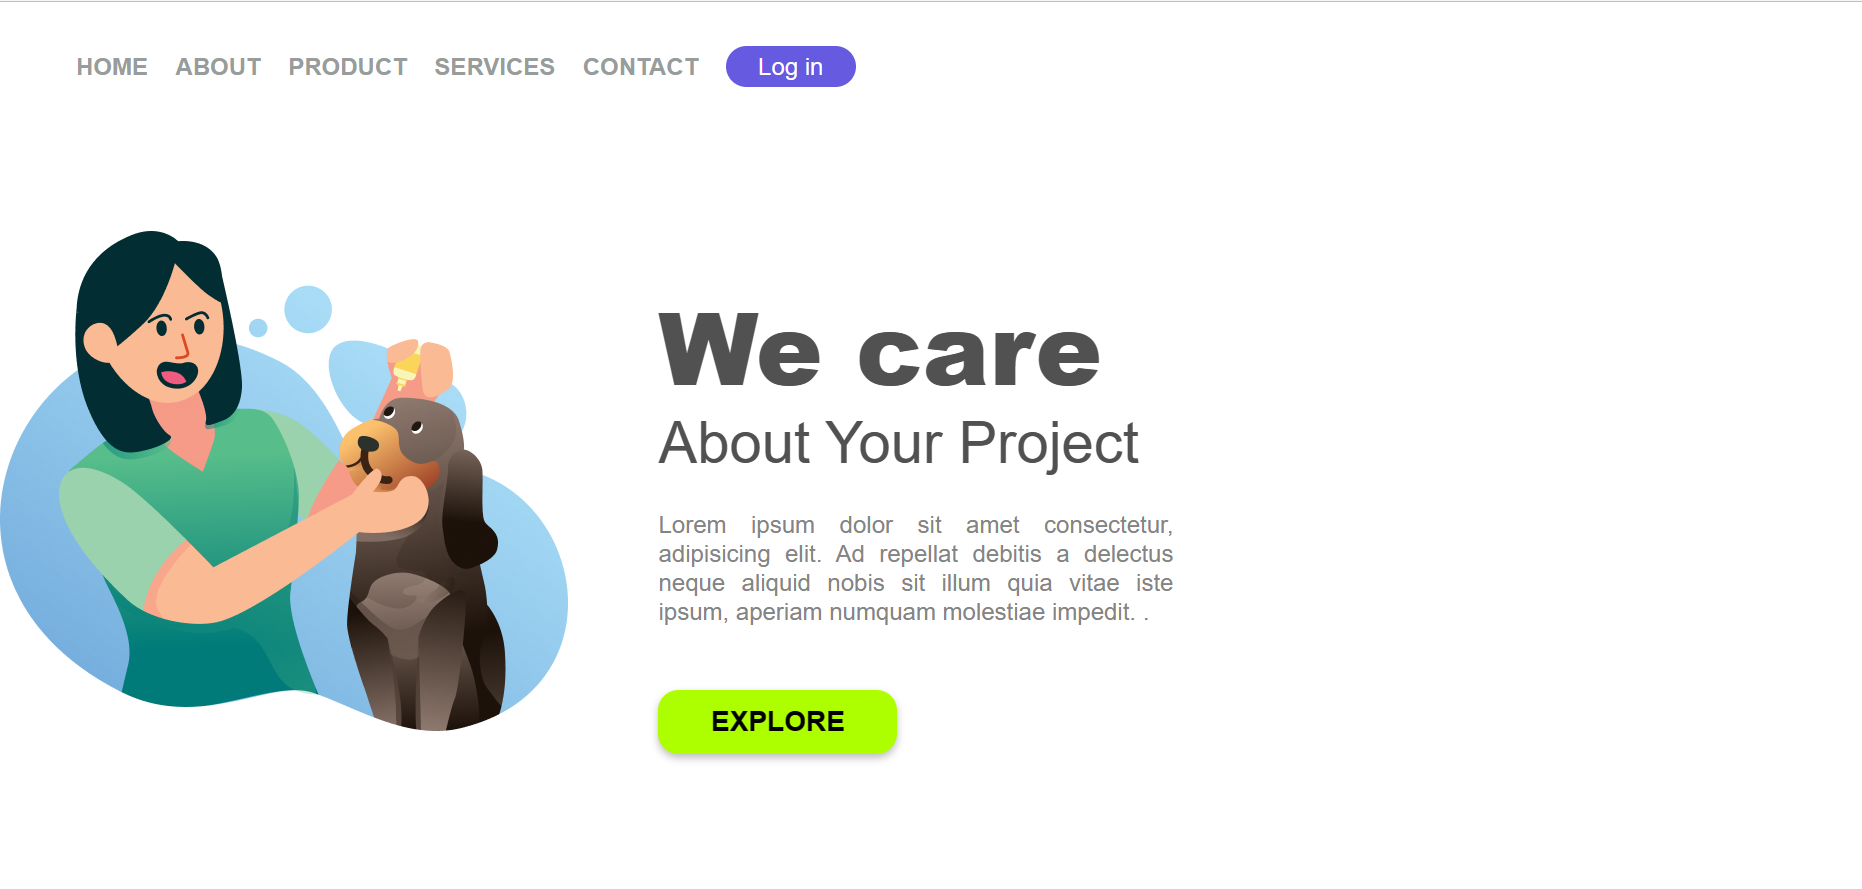 HOME ABOUT PRODUCT SERVICES CONTACT Log in
We care
About Your Project
Lorem ipsum dolor sit amet consectetur,
adipisicing elit. Ad repellat debitis a delectus
neque aliquid nobis sit illum quia vitae iste
ipsum, aperiam numquam molestiae impedit. .
EXPLORE